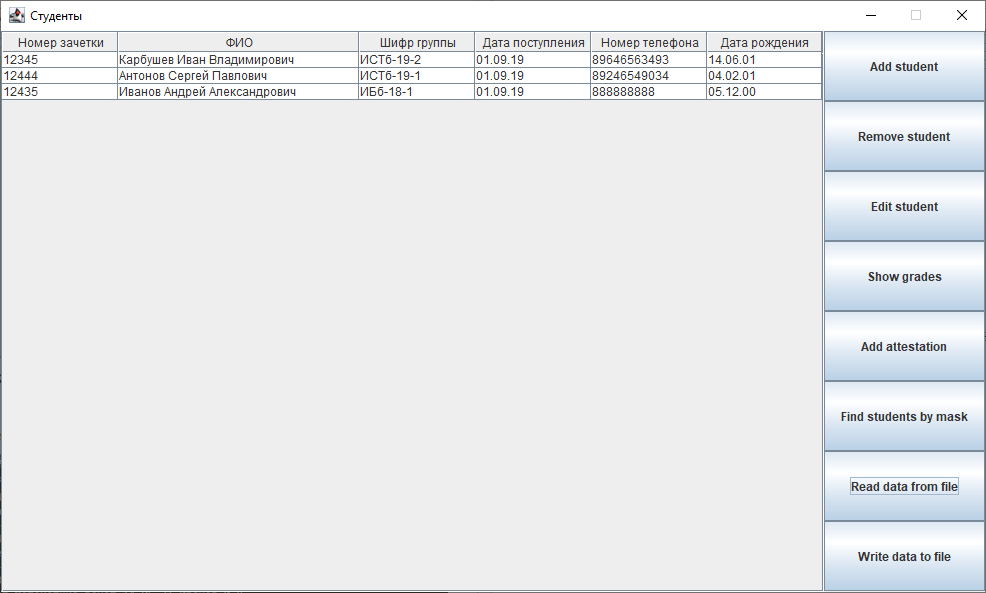 Студенты
Номер зачетки ФИО Шифр группы Дата поступления Номер телефона Дата рождения
12345 Карбушев Иван Владимирович ИСТб-19-2 01.09.19 89646563493 14.06.01
12444 Антонов Сергей Павлович ИСТб-19-1 01.09.19 89246549034 04.02.01
12435 Иванов Андрей Александрович ИБб-18-1 01.09.19 888888888 05.12.00
Add student
Remove student
Edit student
Show grades
Add attestation
Find students by mask
Read data from file
Write data to file